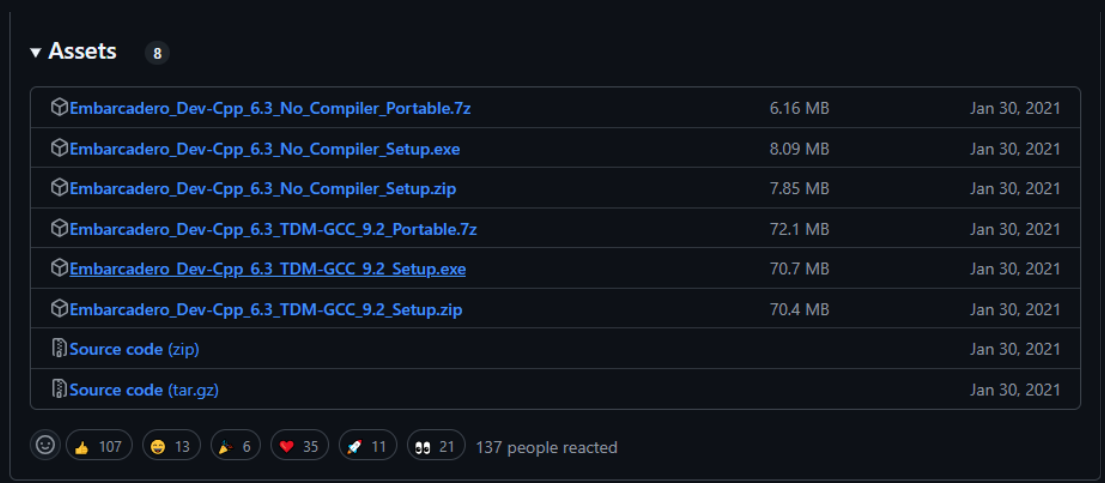 Assets 8
Embarcadero_Dev-Cpp_6.3_No_Compiler_Portable.7z 6.16 MB Jan 30, 2021
Embarcadero_Dev-Cpp_6.3_No_Compiler_Setup.exe 8.09 MB Jan 30, 2021
Embarcadero_Dev-Cpp_6.3_No_Compiler_Setup.zip 7.85 MB Jan 30, 2021
Embarcadero_Dev-Cpp_6.3_TDM-GCC_9.2_Portable.7z 72.1 MB Jan 30, 2021
Embarcadero_Dev-Cpp_6.3_TDM-GCC_9.2_Setup.exe 70.7 MB Jan 30, 2021
Embarcadero_Dev-Cpp_6.3_TDM-GCC_9.2_Setup.zip 70.4 MB Jan 30, 2021
Source code (zip) Jan 30, 2021
Source code (tar.gz) Jan 30, 2021
107 13 6 35 11 21 137 people reacted